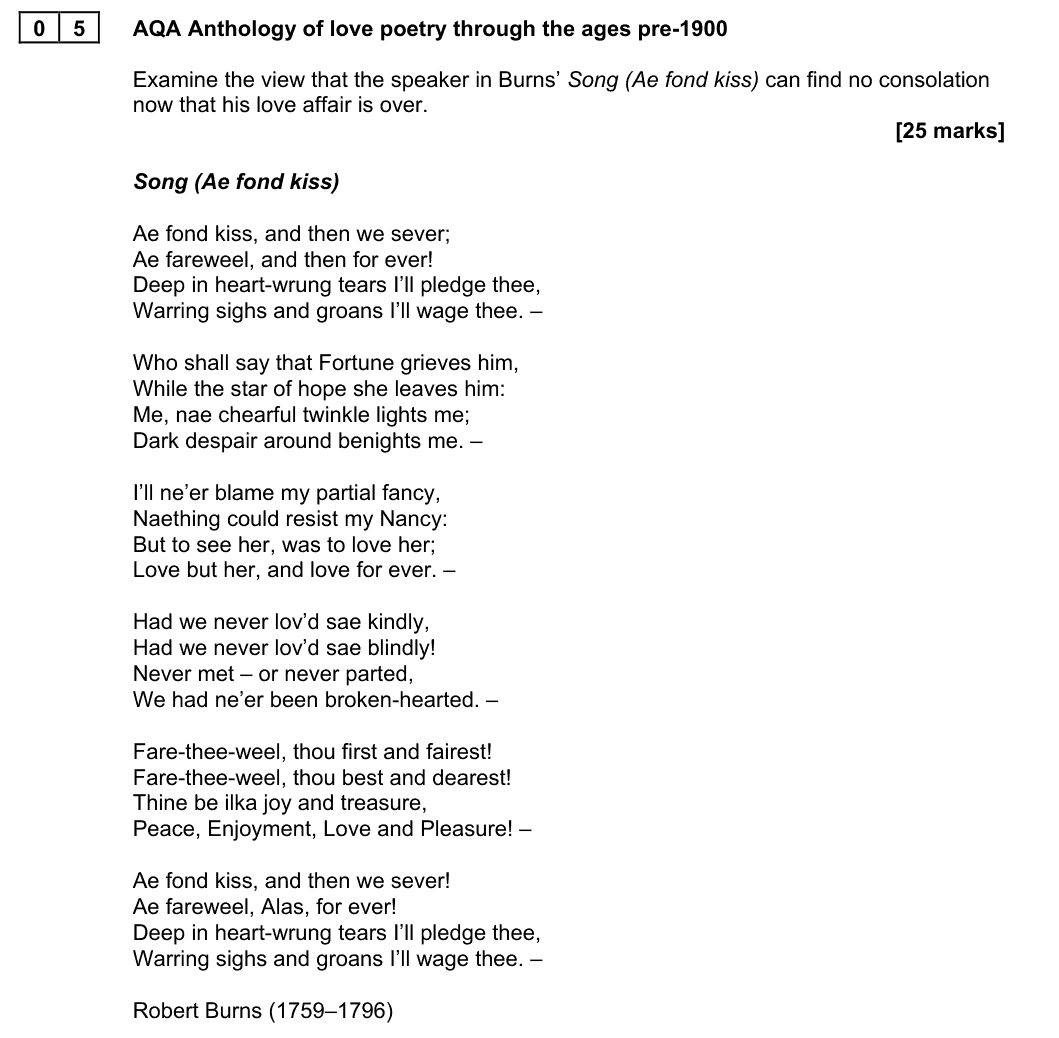 0 5 AQA Anthology of love poetry through the ages pre-1900
Examine the view that the speaker in Burns’ Song (Ae fond kiss) can find no consolation
now that his love affair is over.
[25 marks]
Song (Ae fond kiss)
Ae fond kiss, and then we sever;
Ae fareweel, and then for ever!
Deep in heart-wrung tears I’ll pledge thee,
Warring sighs and groans I’ll wage thee. –
Who shall say that Fortune grieves him,
While the star of hope she leaves him:
Me, nae chearful twinkle lights me;
Dark despair around benights me. –
I’ll ne’er blame my partial fancy,
Naething could resist my Nancy:
But to see her, was to love her;
Love but her, and love for ever. –
Had we never lov’d sae kindly,
Had we never lov’d sae blindly!
Never met – or never parted,
We had ne’er been broken-hearted. –
Fare-thee-weel, thou first and fairest!
Fare-thee-weel, thou best and dearest!
Thine be ilka joy and treasure,
Peace, Enjoyment, Love and Pleasure! –
Ae fond kiss, and then we sever!
Ae fareweel, Alas, for ever!
Deep in heart-wrung tears I’ll pledge thee,
Warring sighs and groans I’ll wage thee. –
Robert Burns (1759–1796)